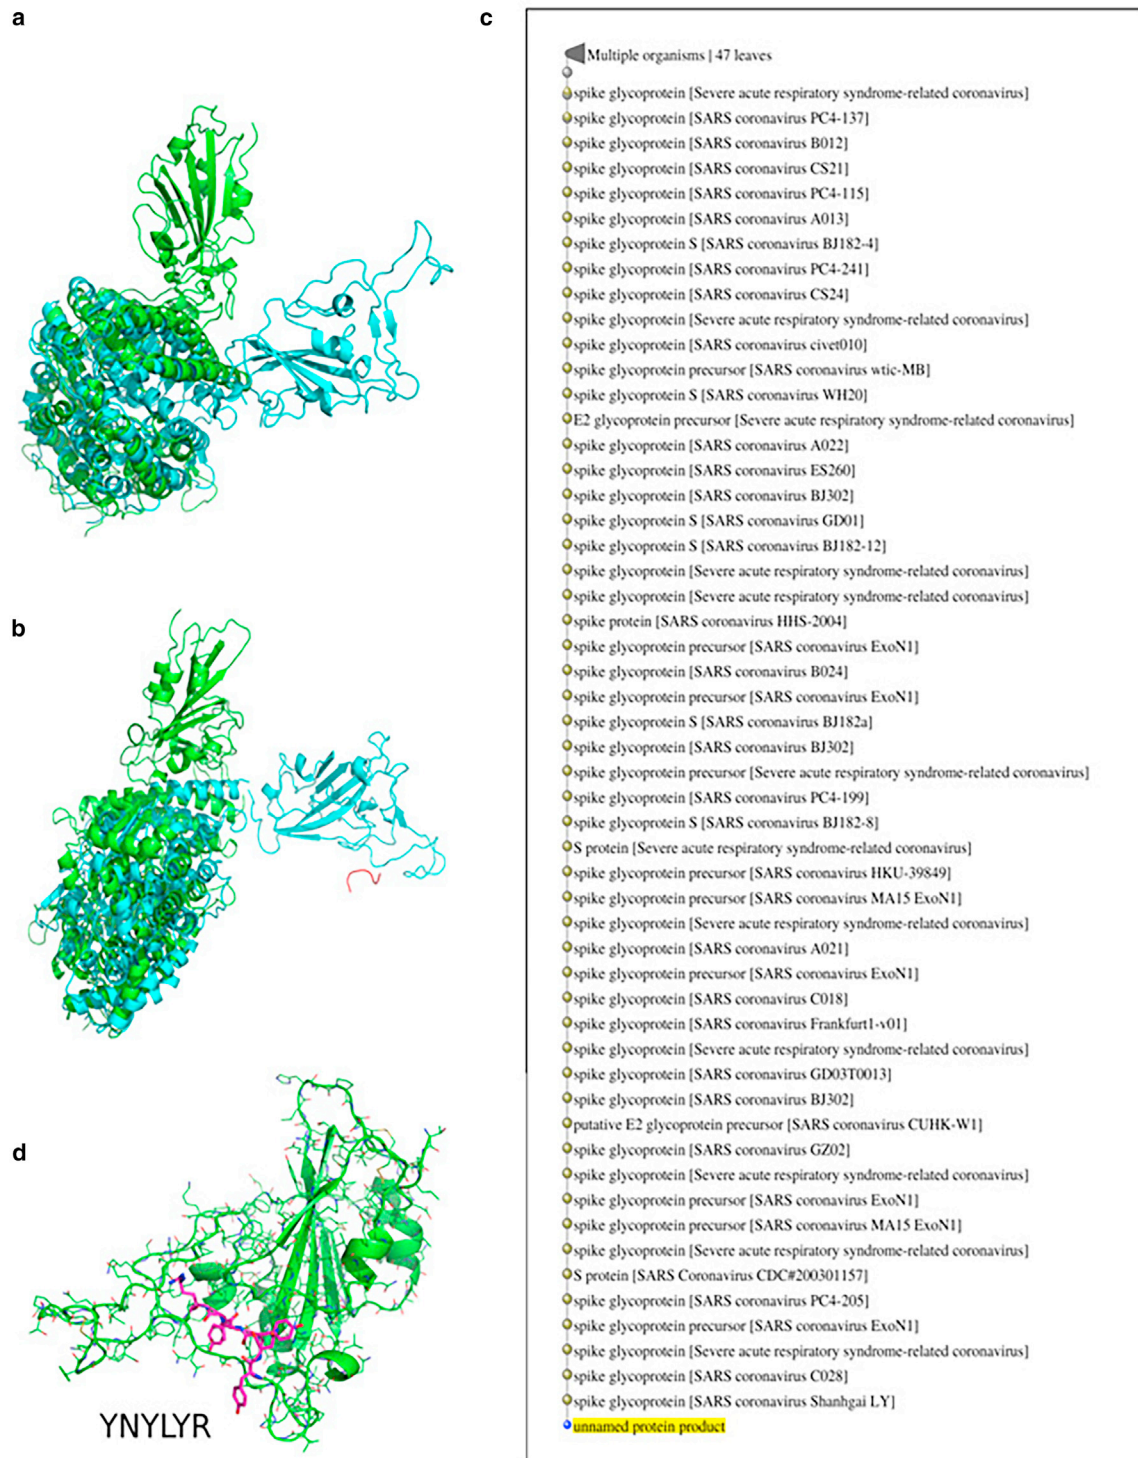 a
c
Multiple organisms | 47 leaves
spike glycoprotein [Severe acute respiratory syndrome-related coronavirus]
spike glycoprotein [SARS coronavirus PC4-137]
spike glycoprotein [SARS coronavirus B012]
spike glycoprotein [SARS coronavirus CS21]
spike glycoprotein [SARS coronavirus PC4-115]
spike glycoprotein [SARS coronavirus A013]
spike glycoprotein S [SARS coronavirus BJ182-4]
spike glycoprotein [SARS coronavirus PC4-241]
spike glycoprotein [SARS coronavirus CS24]
spike glycoprotein [Severe acute respiratory syndrome-related coronavirus]
spike glycoprotein [SARS coronavirus civet010]
spike glycoprotein precursor [SARS coronavirus wtic-MB]
spike glycoprotein S [SARS coronavirus WH20]
E2 glycoprotein precursor [Severe acute respiratory syndrome-related coronavirus]
spike glycoprotein [SARS coronavirus A022]
spike glycoprotein [SARS coronavirus ES260]
spike glycoprotein [SARS coronavirus BJ302]
spike glycoprotein S [SARS coronavirus GD01]
spike glycoprotein S [SARS coronavirus BJ182-12]
spike glycoprotein [Severe acute respiratory syndrome-related coronavirus]
spike glycoprotein [Severe acute respiratory syndrome-related coronavirus]
spike protein [SARS coronavirus HHS-2004]
spike glycoprotein precursor [SARS coronavirus ExoN1]
spike glycoprotein [SARS coronavirus B024]
spike glycoprotein precursor [SARS coronavirus ExoN1]
spike glycoprotein S [SARS coronavirus BJ182a]
spike glycoprotein [SARS coronavirus BJ302]
spike glycoprotein precursor [Severe acute respiratory syndrome-related coronavirus]
spike glycoprotein [SARS coronavirus PC4-199]
spike glycoprotein S [SARS coronavirus BJ182-8]
S protein [Severe acute respiratory syndrome-related coronavirus]
spike glycoprotein precursor [SARS coronavirus HKU-39849]
spike glycoprotein precursor [SARS coronavirus MA15 ExoN1]
spike glycoprotein [Severe acute respiratory syndrome-related coronavirus]
spike glycoprotein [SARS coronavirus A021]
spike glycoprotein precursor [SARS coronavirus ExoN1]
spike glycoprotein [SARS coronavirus C018]
spike glycoprotein [SARS coronavirus Frankfurt1-v01]
spike glycoprotein [Severe acute respiratory syndrome-related coronavirus]
spike glycoprotein [SARS coronavirus GD03T0013]
spike glycoprotein [SARS coronavirus BJ302]
putative E2 glycoprotein precursor [SARS coronavirus CUHK-W1]
spike glycoprotein [SARS coronavirus GZ02]
spike glycoprotein [Severe acute respiratory syndrome-related coronavirus]
spike glycoprotein precursor [SARS coronavirus ExoN1]
spike glycoprotein precursor [SARS coronavirus MA15 ExoN1]
spike glycoprotein [Severe acute respiratory syndrome-related coronavirus]
S protein [SARS Coronavirus CDC#200301157]
spike glycoprotein [SARS coronavirus PC4-205]
spike glycoprotein precursor [SARS coronavirus ExoN1]
spike glycoprotein [Severe acute respiratory syndrome-related coronavirus]
spike glycoprotein [SARS coronavirus C028]
spike glycoprotein [SARS coronavirus Shanhgai LY]
unnamed protein product
b
d
YNYLYR